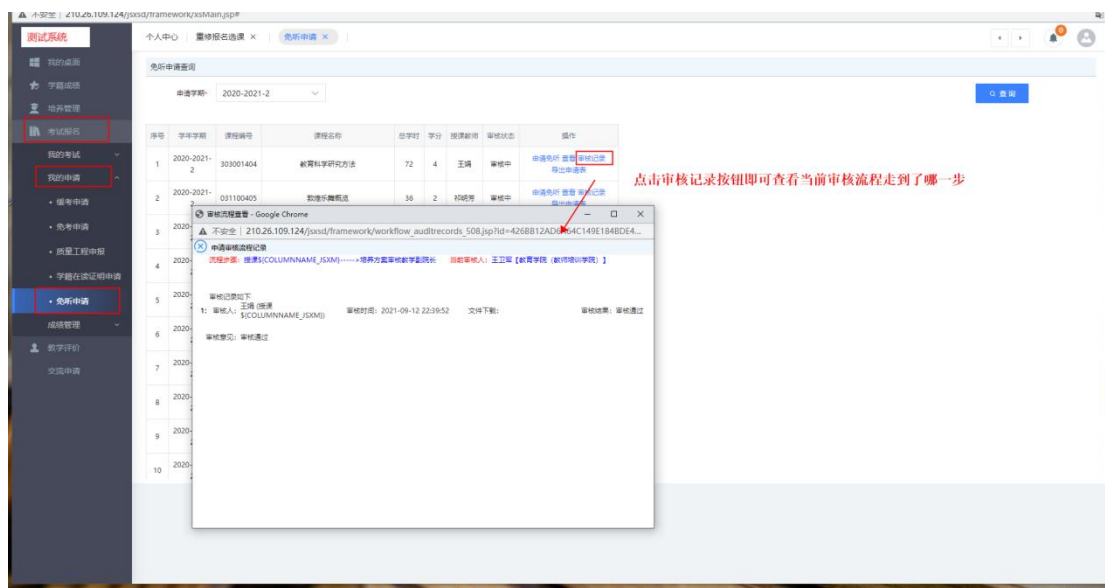 不安全 | 210.26.109.124/jsxsd/framework/xsMain.jsp#
测试系统
个人中心 重修报名选课 × 免听申请 ×
0
我的桌面
学籍成绩
培养管理
考试报名
我的考试
我的申请
• 缓考申请
• 免考申请
• 质量工程申报
• 学籍在读证明申请
• 免听申请
成绩管理
教学评价
交流申请
免听申请查询
申请学期: 2020-2021-2
查 询
序号 学年学期 课程编号 课程名称 总学时 学分 授课教师 审核状态 操作
1 2020-2021-2 303001404 教育科学研究方法 72 4 王娟 审核中 申请免听 查看 审核记录
导出申请表
点击审核记录按钮即可查看当前审核流程走到了哪一步
2 2020-2021-2 031100405 敦煌乐舞概览 36 2 祁晓芳 审核中 申请免听 查看 审核记录
导出申请表
3 2020-
4 2020-
5 2020-
6 2020-
7 2020-
8 2020-
9 2020-
10 2020-
审核流程查看 - Google Chrome
不安全 | 210.26.109.124/jsxsd/framework/workflow_auditrecords_508.jsp?id=426BB12AD6A64C149E184BDE4...
申请审核流程记录
流程步骤: 授课${COLUMNNAME_JSXM}----->培养方案审核教学副院长 当前审核人: 王卫军【教育学院（教师培训学院）】
审核记录如下
1: 审核人: 王娟 (授课
${COLUMNNAME_JSXM}) 审核时间: 2021-09-12 22:39:52 文件下载: 审核结果: 审核通过
审核意见: 审核通过